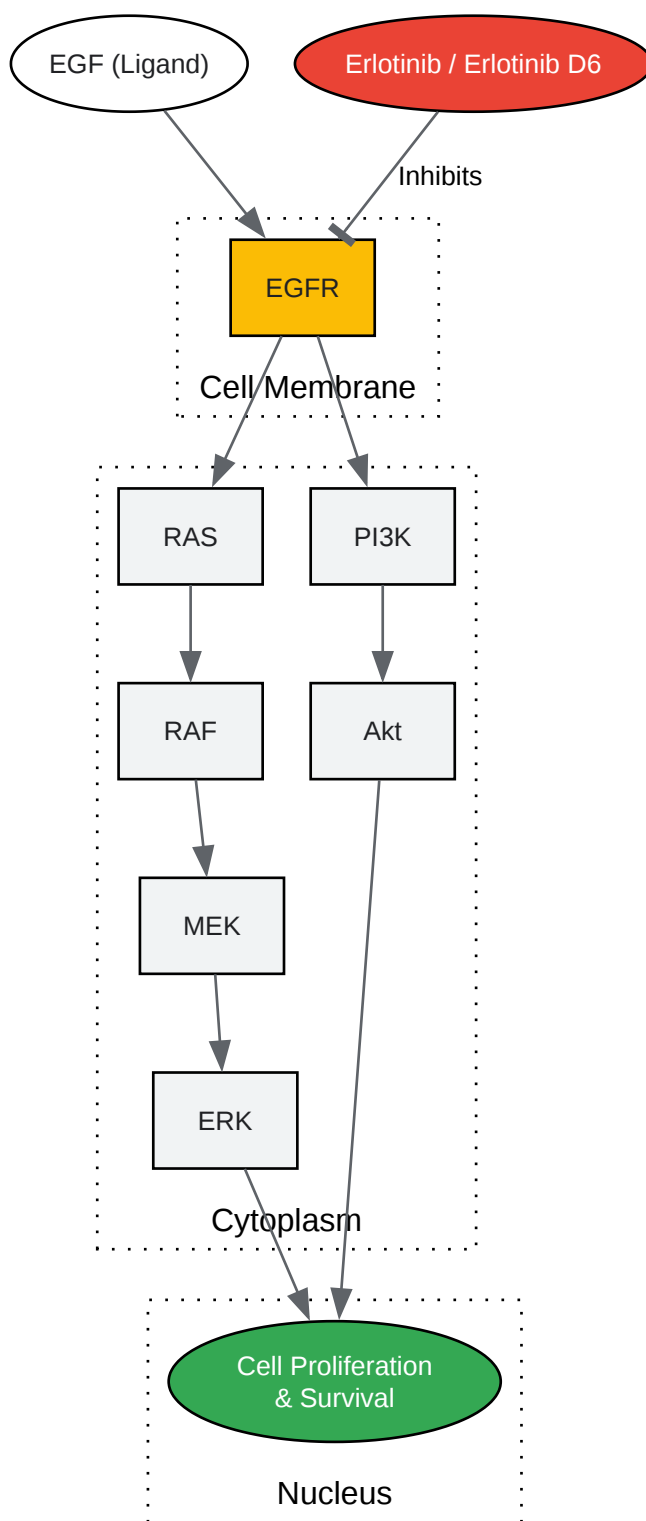 EGF (Ligand)
Erlotinib / Erlotinib D6
Inhibits
EGFR
Cell Membrane
RAS
PI3K
RAF
Akt
MEK
ERK
Cytoplasm
Cell Proliferation
& Survival
Nucleus